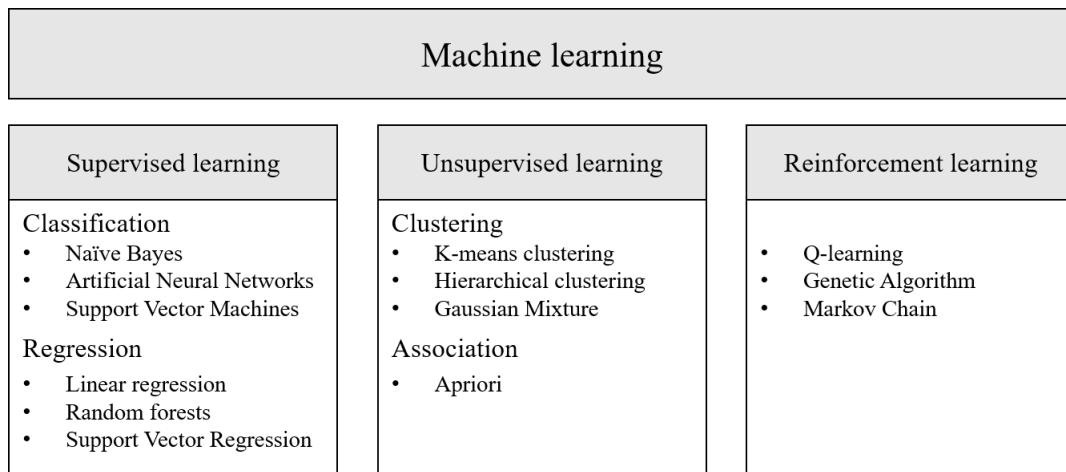 Machine learning
Supervised learning
Classification
• Naïve Bayes
• Artificial Neural Networks
• Support Vector Machines
Regression
• Linear regression
• Random forests
• Support Vector Regression
Unsupervised learning
Clustering
• K-means clustering
• Hierarchical clustering
• Gaussian Mixture
Association
• Apriori
Reinforcement learning
• Q-learning
• Genetic Algorithm
• Markov Chain